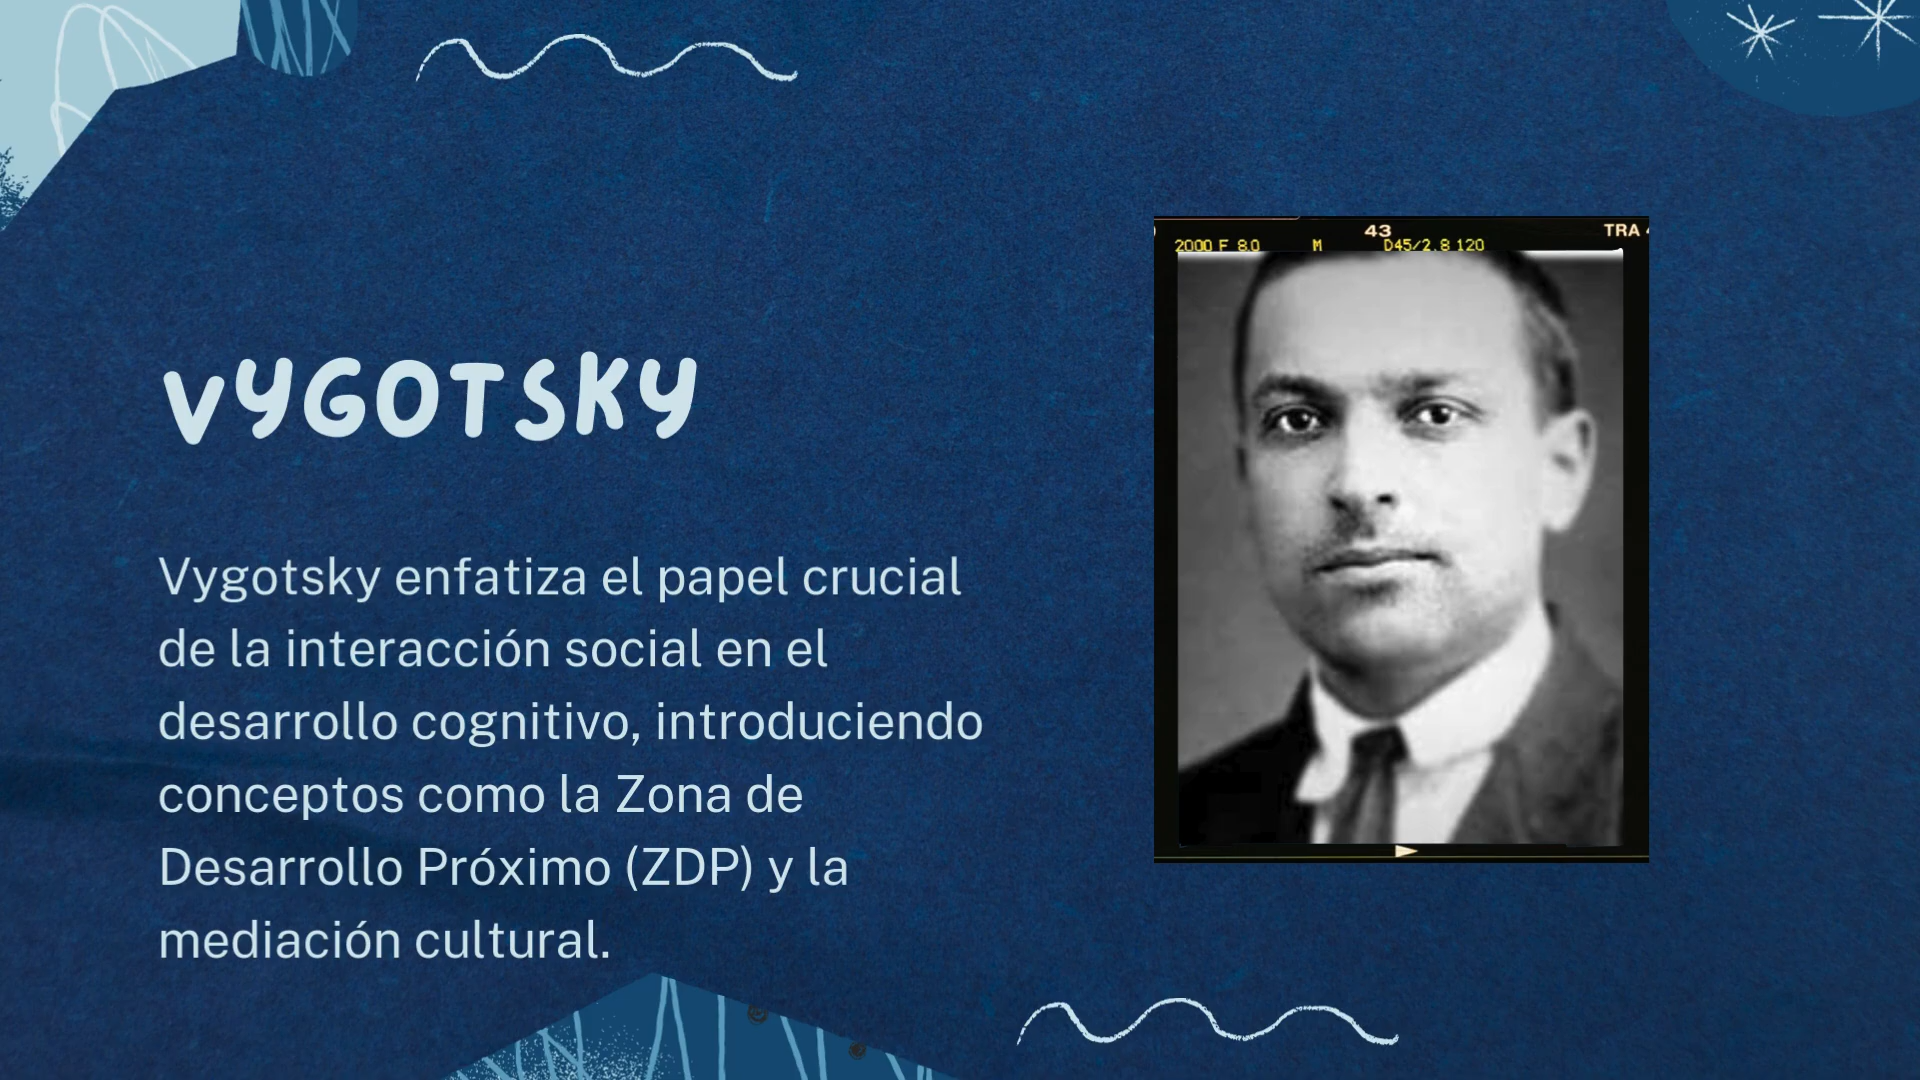 43
TRA
2000 F 8.0 M D45/2.8 120
VYGOTSKY
Vygotsky enfatiza el papel crucial
de la interacción social en el
desarrollo cognitivo, introduciendo
conceptos como la Zona de
Desarrollo Próximo (ZDP) y la
mediación cultural.